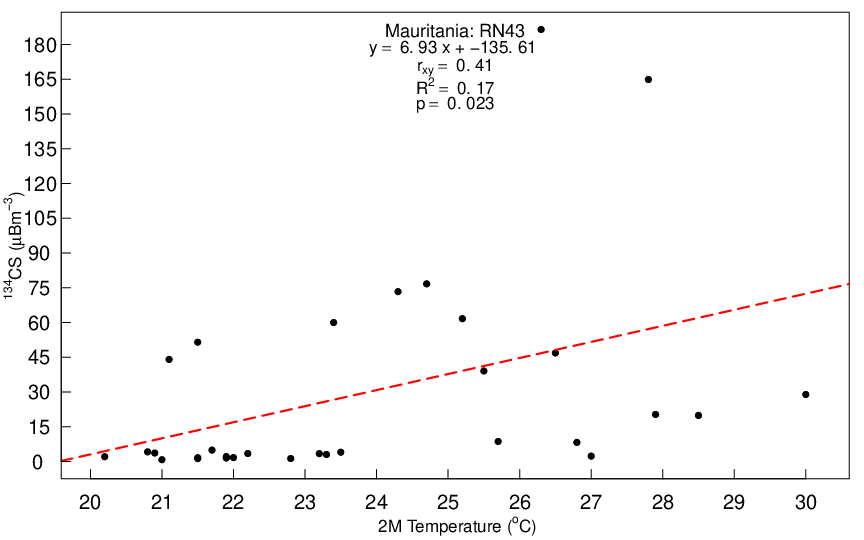 Mauritania: RN43
y = 6.93 x + −135.61
rxy = 0.41
R² = 0.17
p = 0.023
180
165
150
135
120
105
90
75
60
45
30
15
0
¹³⁴CS (µBm⁻³)
20 21 22 23 24 25 26 27 28 29 30
2M Temperature (°C)